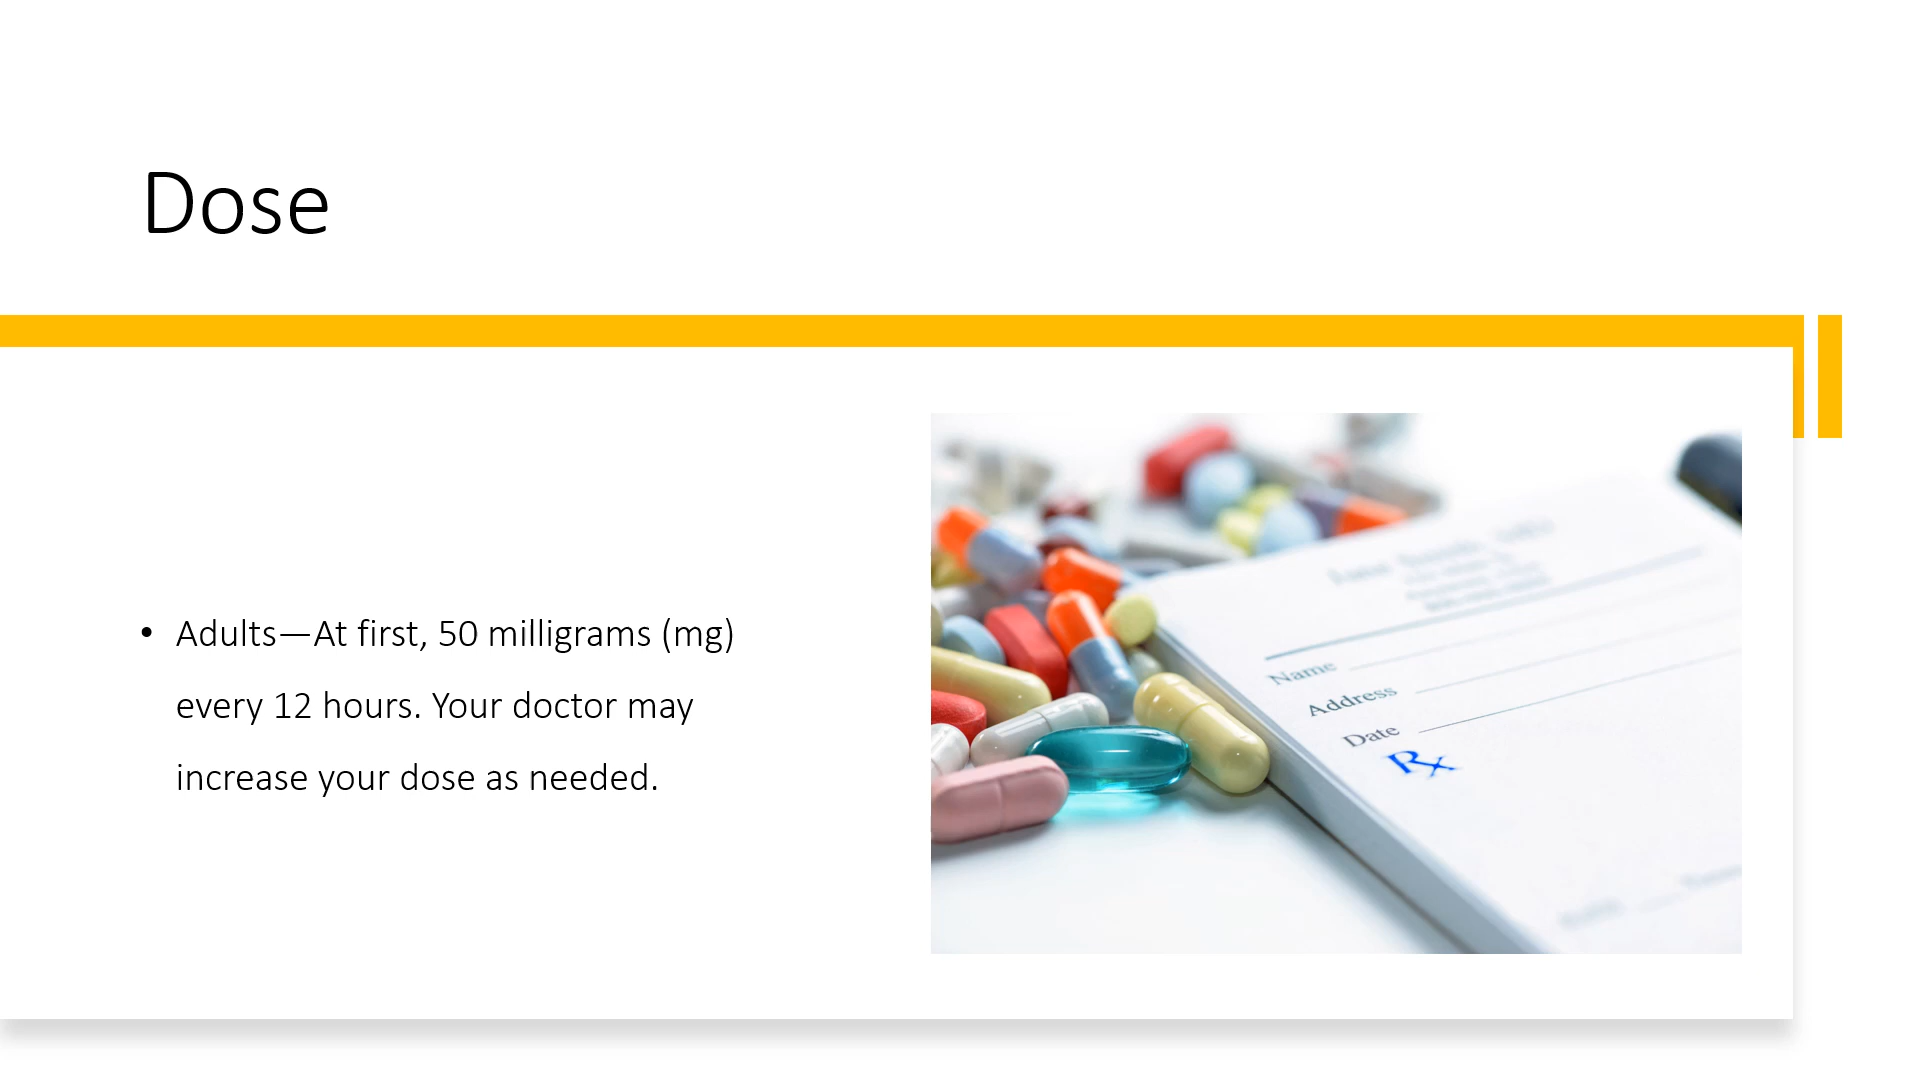 Dose
• Adults—At first, 50 milligrams (mg)
every 12 hours. Your doctor may
increase your dose as needed.
Name
Address
Date
Rx